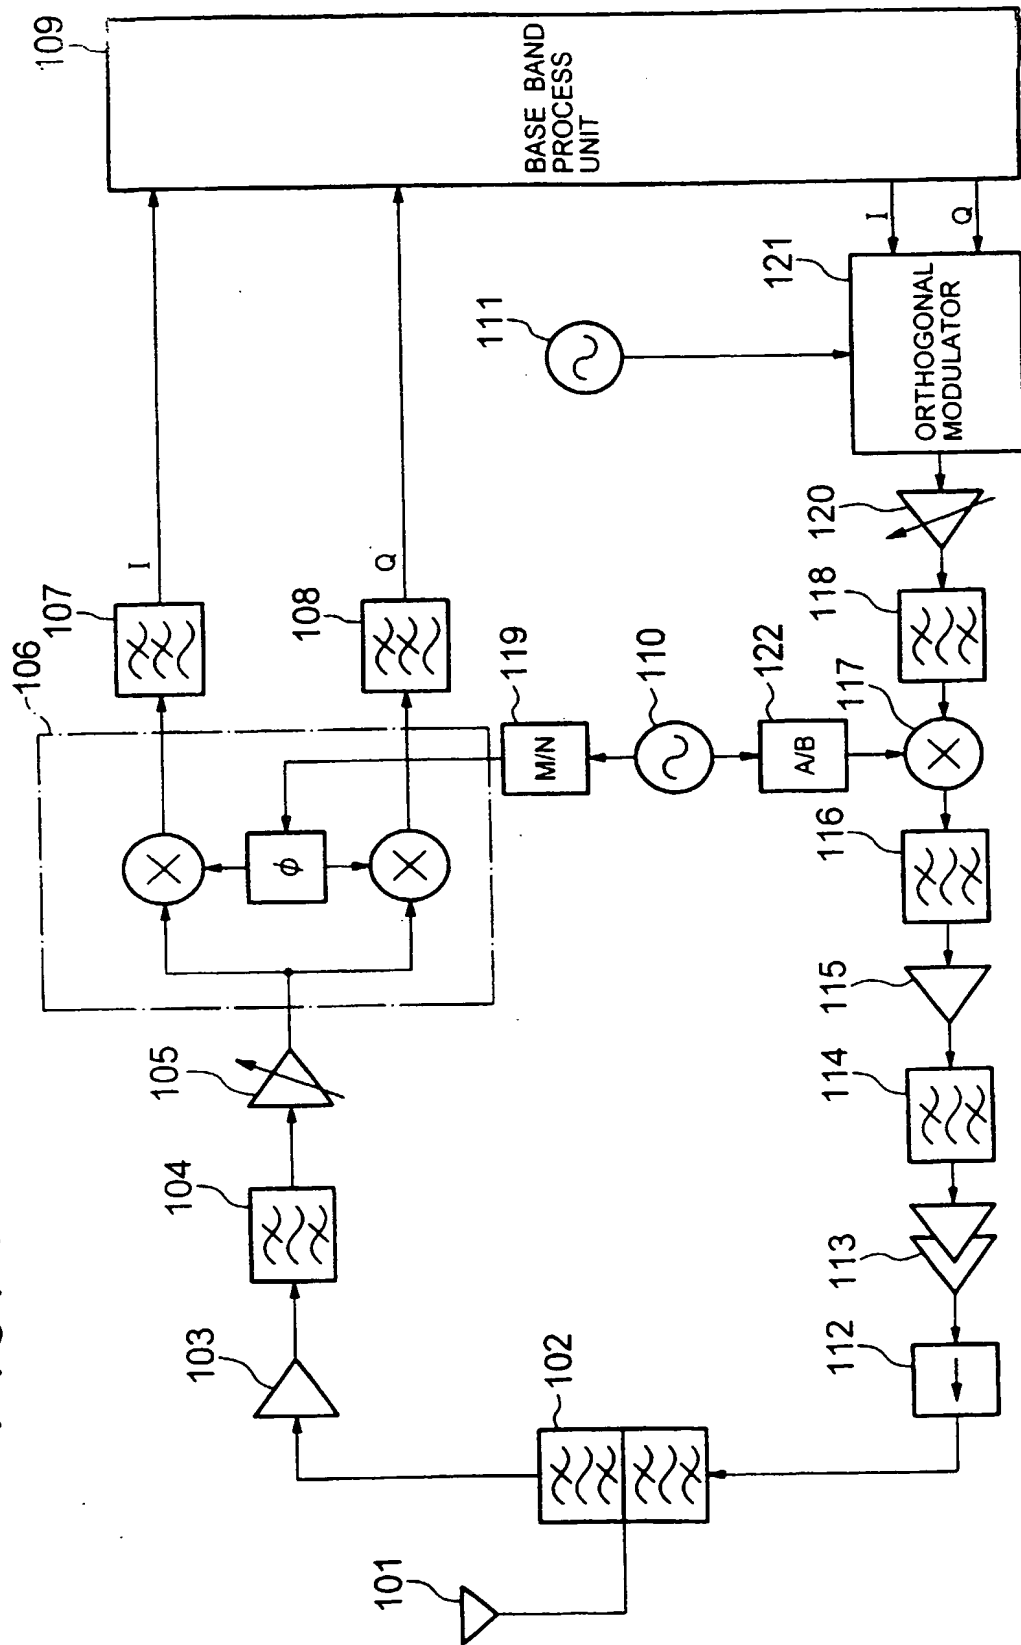 109
BASE BAND
PROCESS
UNIT
106
107
I
108
Q
111
121
I
Q
ORTHOGONAL
MODULATOR
105
φ
119
M/N
110
122
A/B
120
118
117
116
104
103
115
114
113
102
112
101